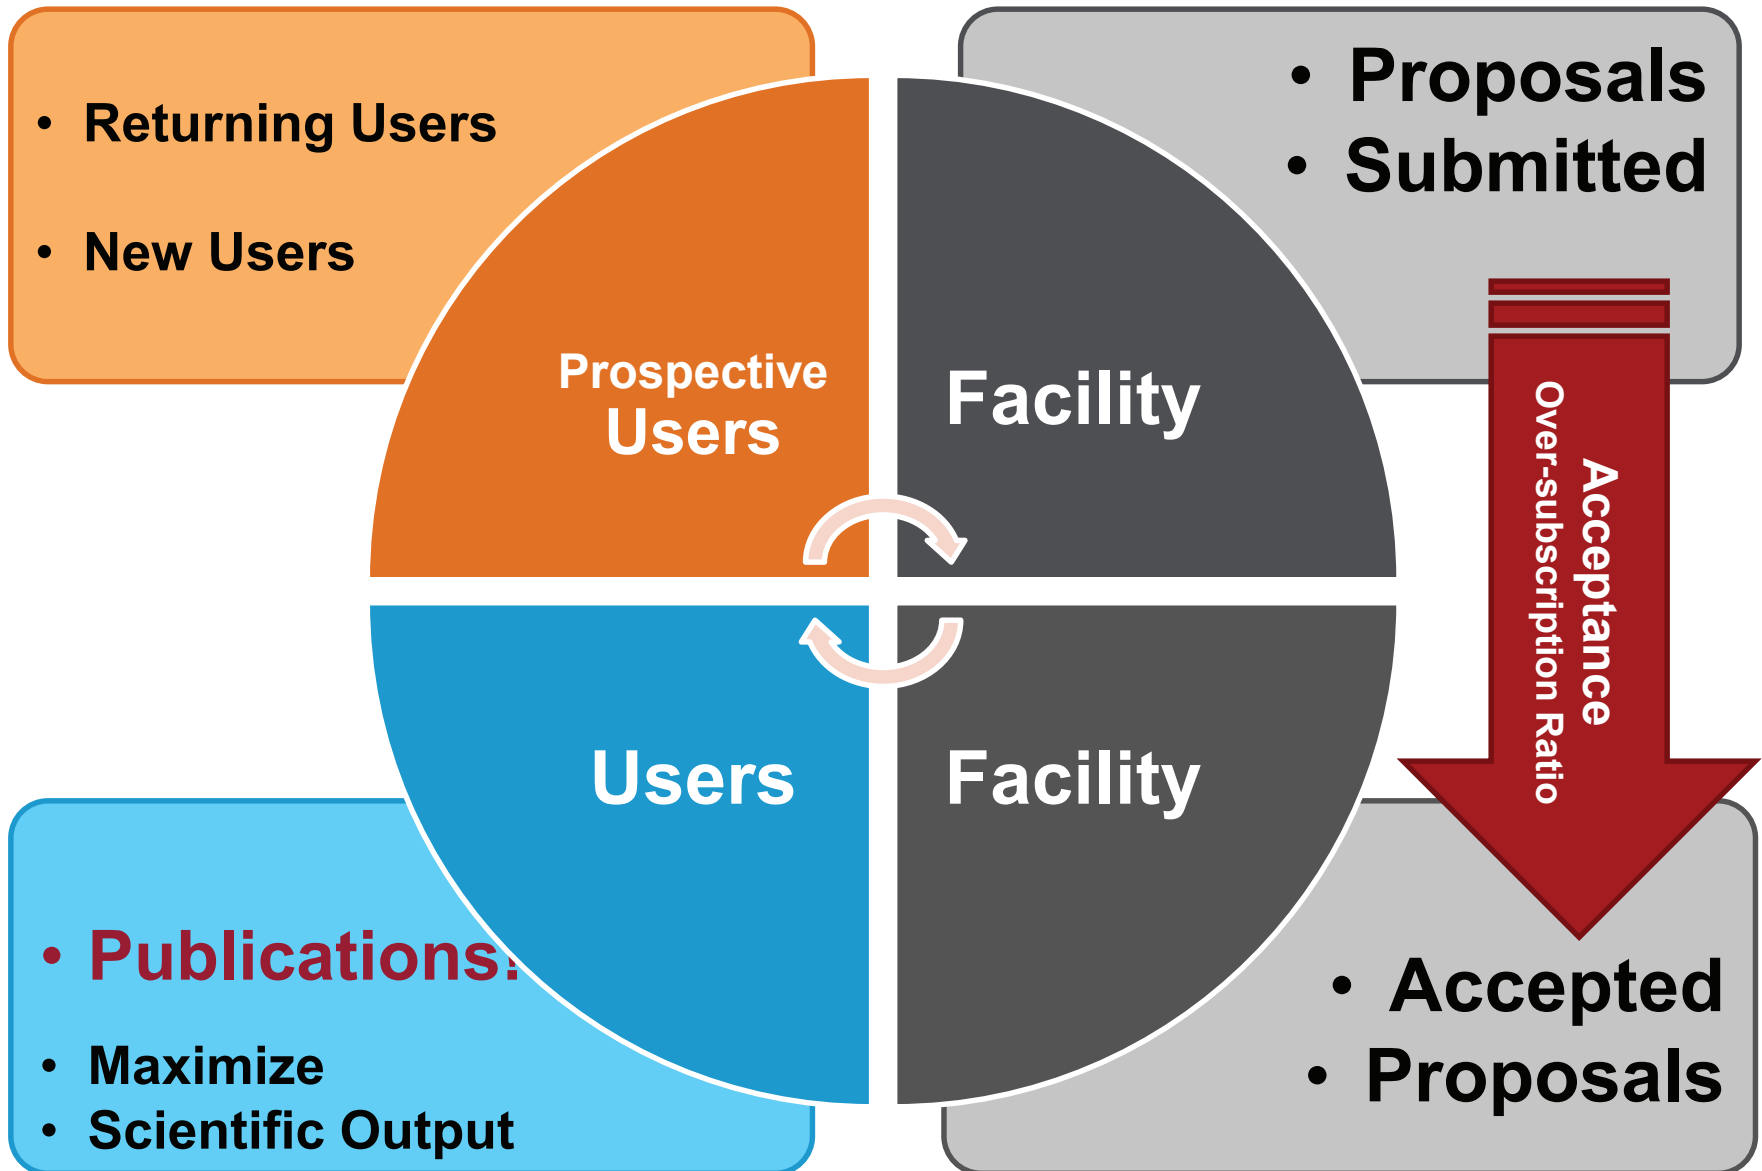 • Returning Users
• New Users
• Proposals
• Submitted
Prospective
Users
Facility
Acceptance
Over-subscription Ratio
Users
Facility
• Publications!
• Maximize
• Scientific Output
• Accepted
• Proposals